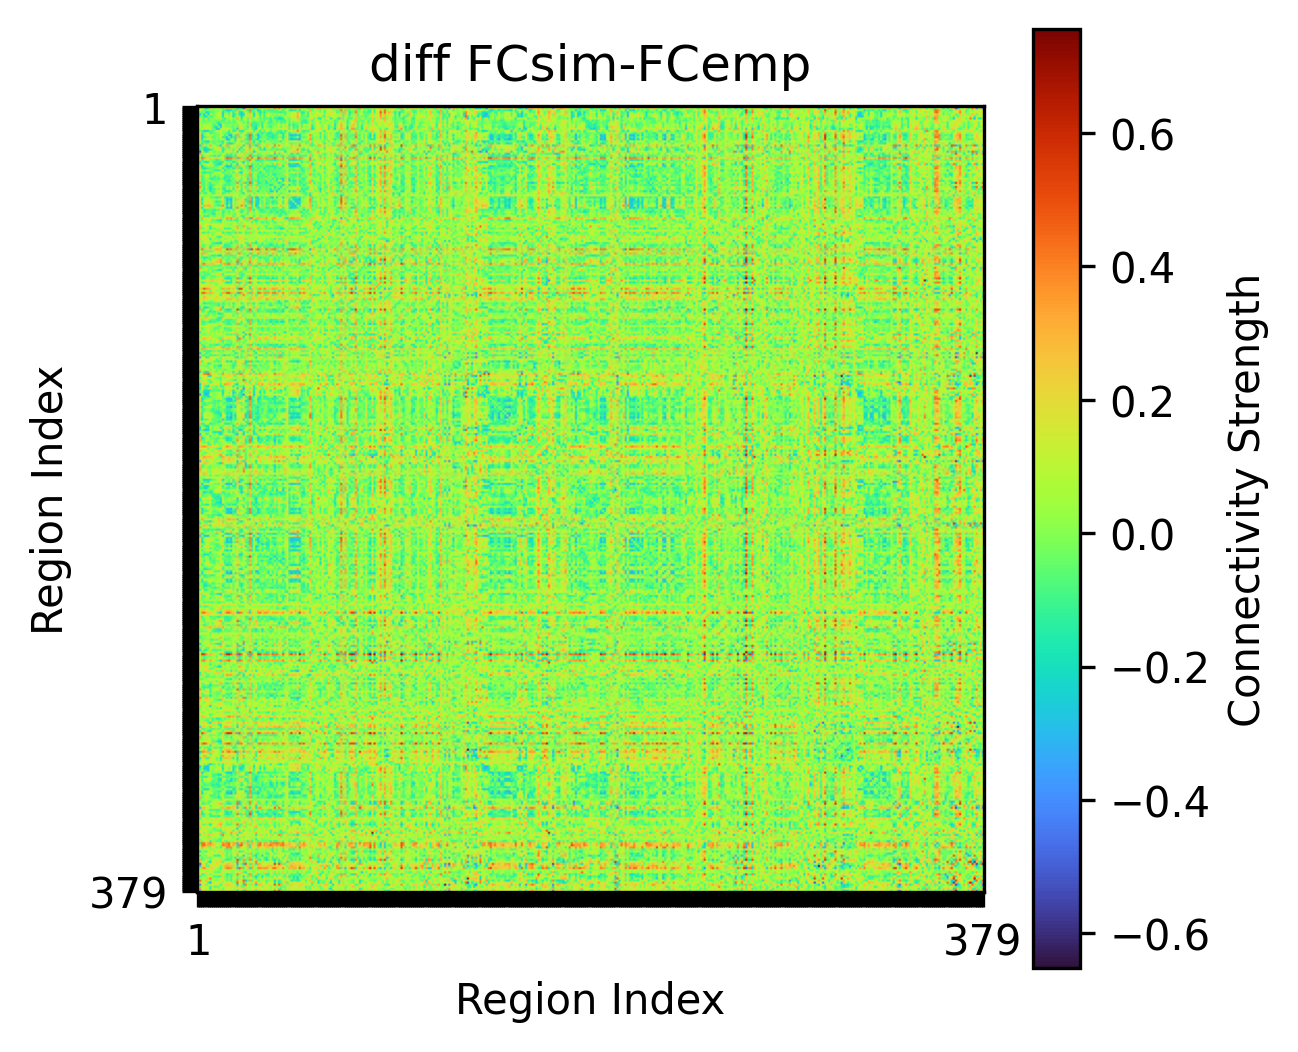 diff FCsim-FCemp
1
379
1
379
Region Index
Region Index
0.6
0.4
0.2
0.0
−0.2
−0.4
−0.6
Connectivity Strength